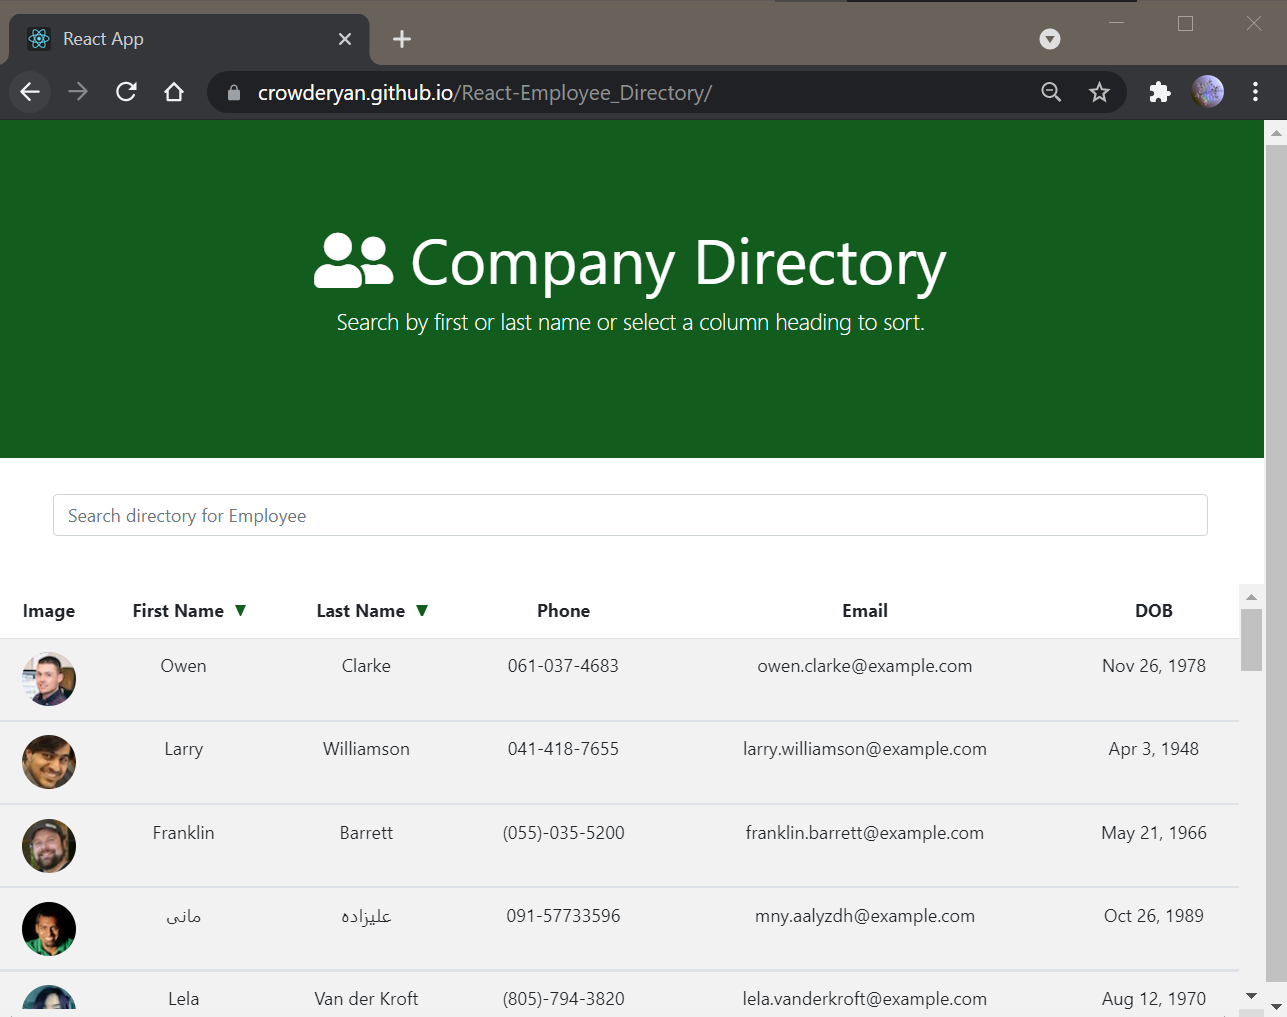 React App
crowderyan.github.io/React-Employee_Directory/
Company Directory
Search by first or last name or select a column heading to sort.
Search directory for Employee
Image First Name ▼ Last Name ▼ Phone Email DOB
Owen Clarke 061-037-4683 owen.clarke@example.com Nov 26, 1978
Larry Williamson 041-418-7655 larry.williamson@example.com Apr 3, 1948
Franklin Barrett (055)-035-5200 franklin.barrett@example.com May 21, 1966
مانی علیزاده 091-57733596 mny.aalyzdh@example.com Oct 26, 1989
Lela Van der Kroft (805)-794-3820 lela.vanderkroft@example.com Aug 12, 1970